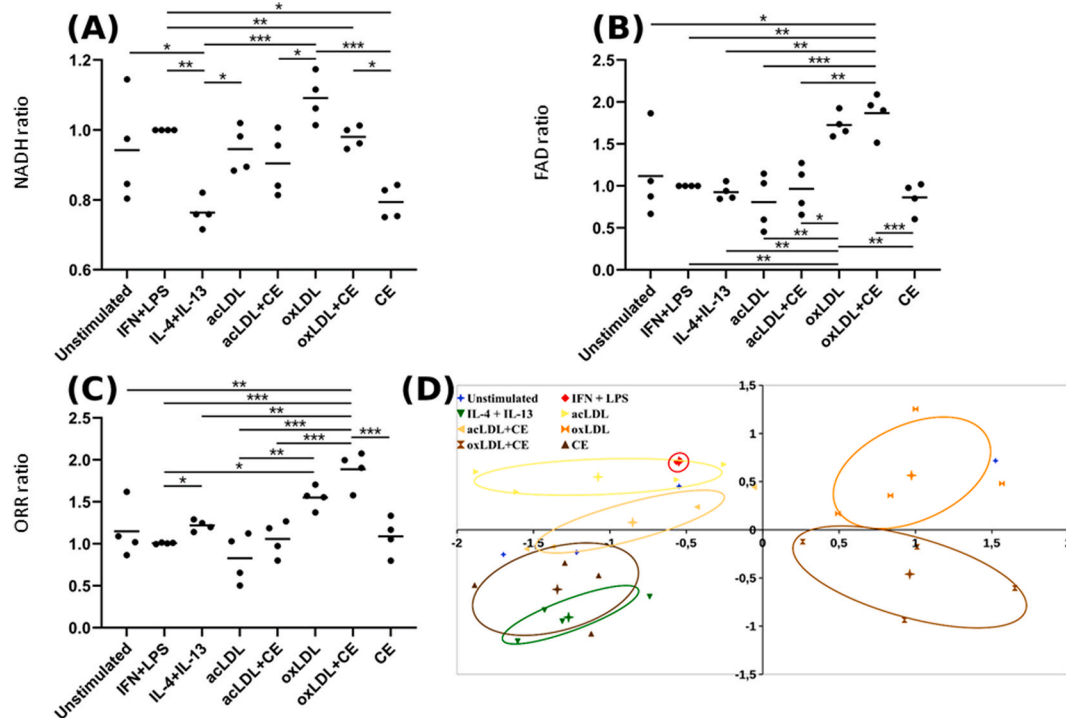 (A)
NADH ratio
1.2
1.0
0.8
0.6
*
**
* *** ***
** * * *
Unstimulated
IFN+LPS
IL-4+IL-13
acLDL
acLDL+CE
oxLDL
oxLDL+CE
CE
(B)
FAD ratio
2.5
2.0
1.5
1.0
0.5
0.0
*
**
**
***
**
*
***
**
**
**
**
Unstimulated
IFN+LPS
IL-4+IL-13
acLDL
acLDL+CE
oxLDL
oxLDL+CE
CE
(C)
ORR ratio
2.5
2.0
1.5
1.0
0.5
0.0
**
***
**
***
*** ***
**
*
*
Unstimulated
IFN+LPS
IL-4+IL-13
acLDL
acLDL+CE
oxLDL
oxLDL+CE
CE
(D)
Unstimulated IFN + LPS
IL-4 + IL-13 acLDL
acLDL+CE oxLDL
oxLDL+CE CE
1,5
1
0,5
0
-2 -1,5 -1 -0,5 0 0,5 1 1,5
-0,5
-1
-1,5